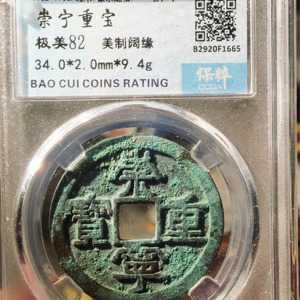 崇宁重宝
极美82 美制阔缘
34.0*2.0mm*9.4g
BAO CUI COINS RATING
B2920F1665
保粹
崇
寶 重
寧